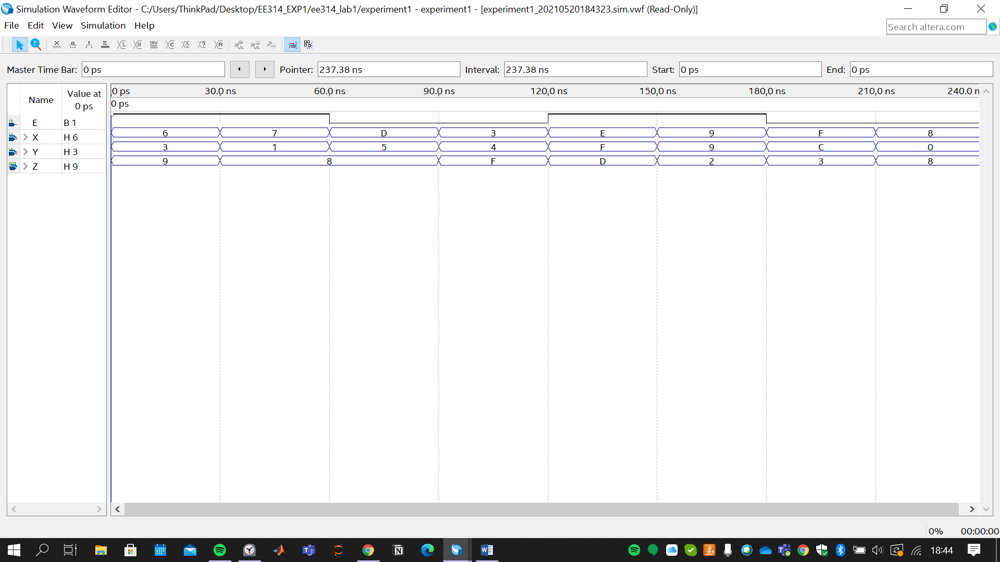 Simulation Waveform Editor - C:/Users/ThinkPad/Desktop/EE314_EXP1/ee314_lab1/experiment1 - experiment1 - [experiment1_20210520184323.sim.vwf (Read-Only)]
File Edit View Simulation Help
Search altera.com
Master Time Bar: 0 ps Pointer: 237.38 ns Interval: 237.38 ns Start: 0 ps End: 0 ps
Name Value at 0 ps
0 ps 30.0 ns 60.0 ns 90.0 ns 120.0 ns 150.0 ns 180.0 ns 210.0 ns 240.0 n
0 ps
in E B 1
in X H 6 6 7 D 3 E 9 F 8
in Y H 3 3 1 5 4 F 9 C 0
out Z H 9 9 8 F D 2 3 8
0% 00:00:00
18:44